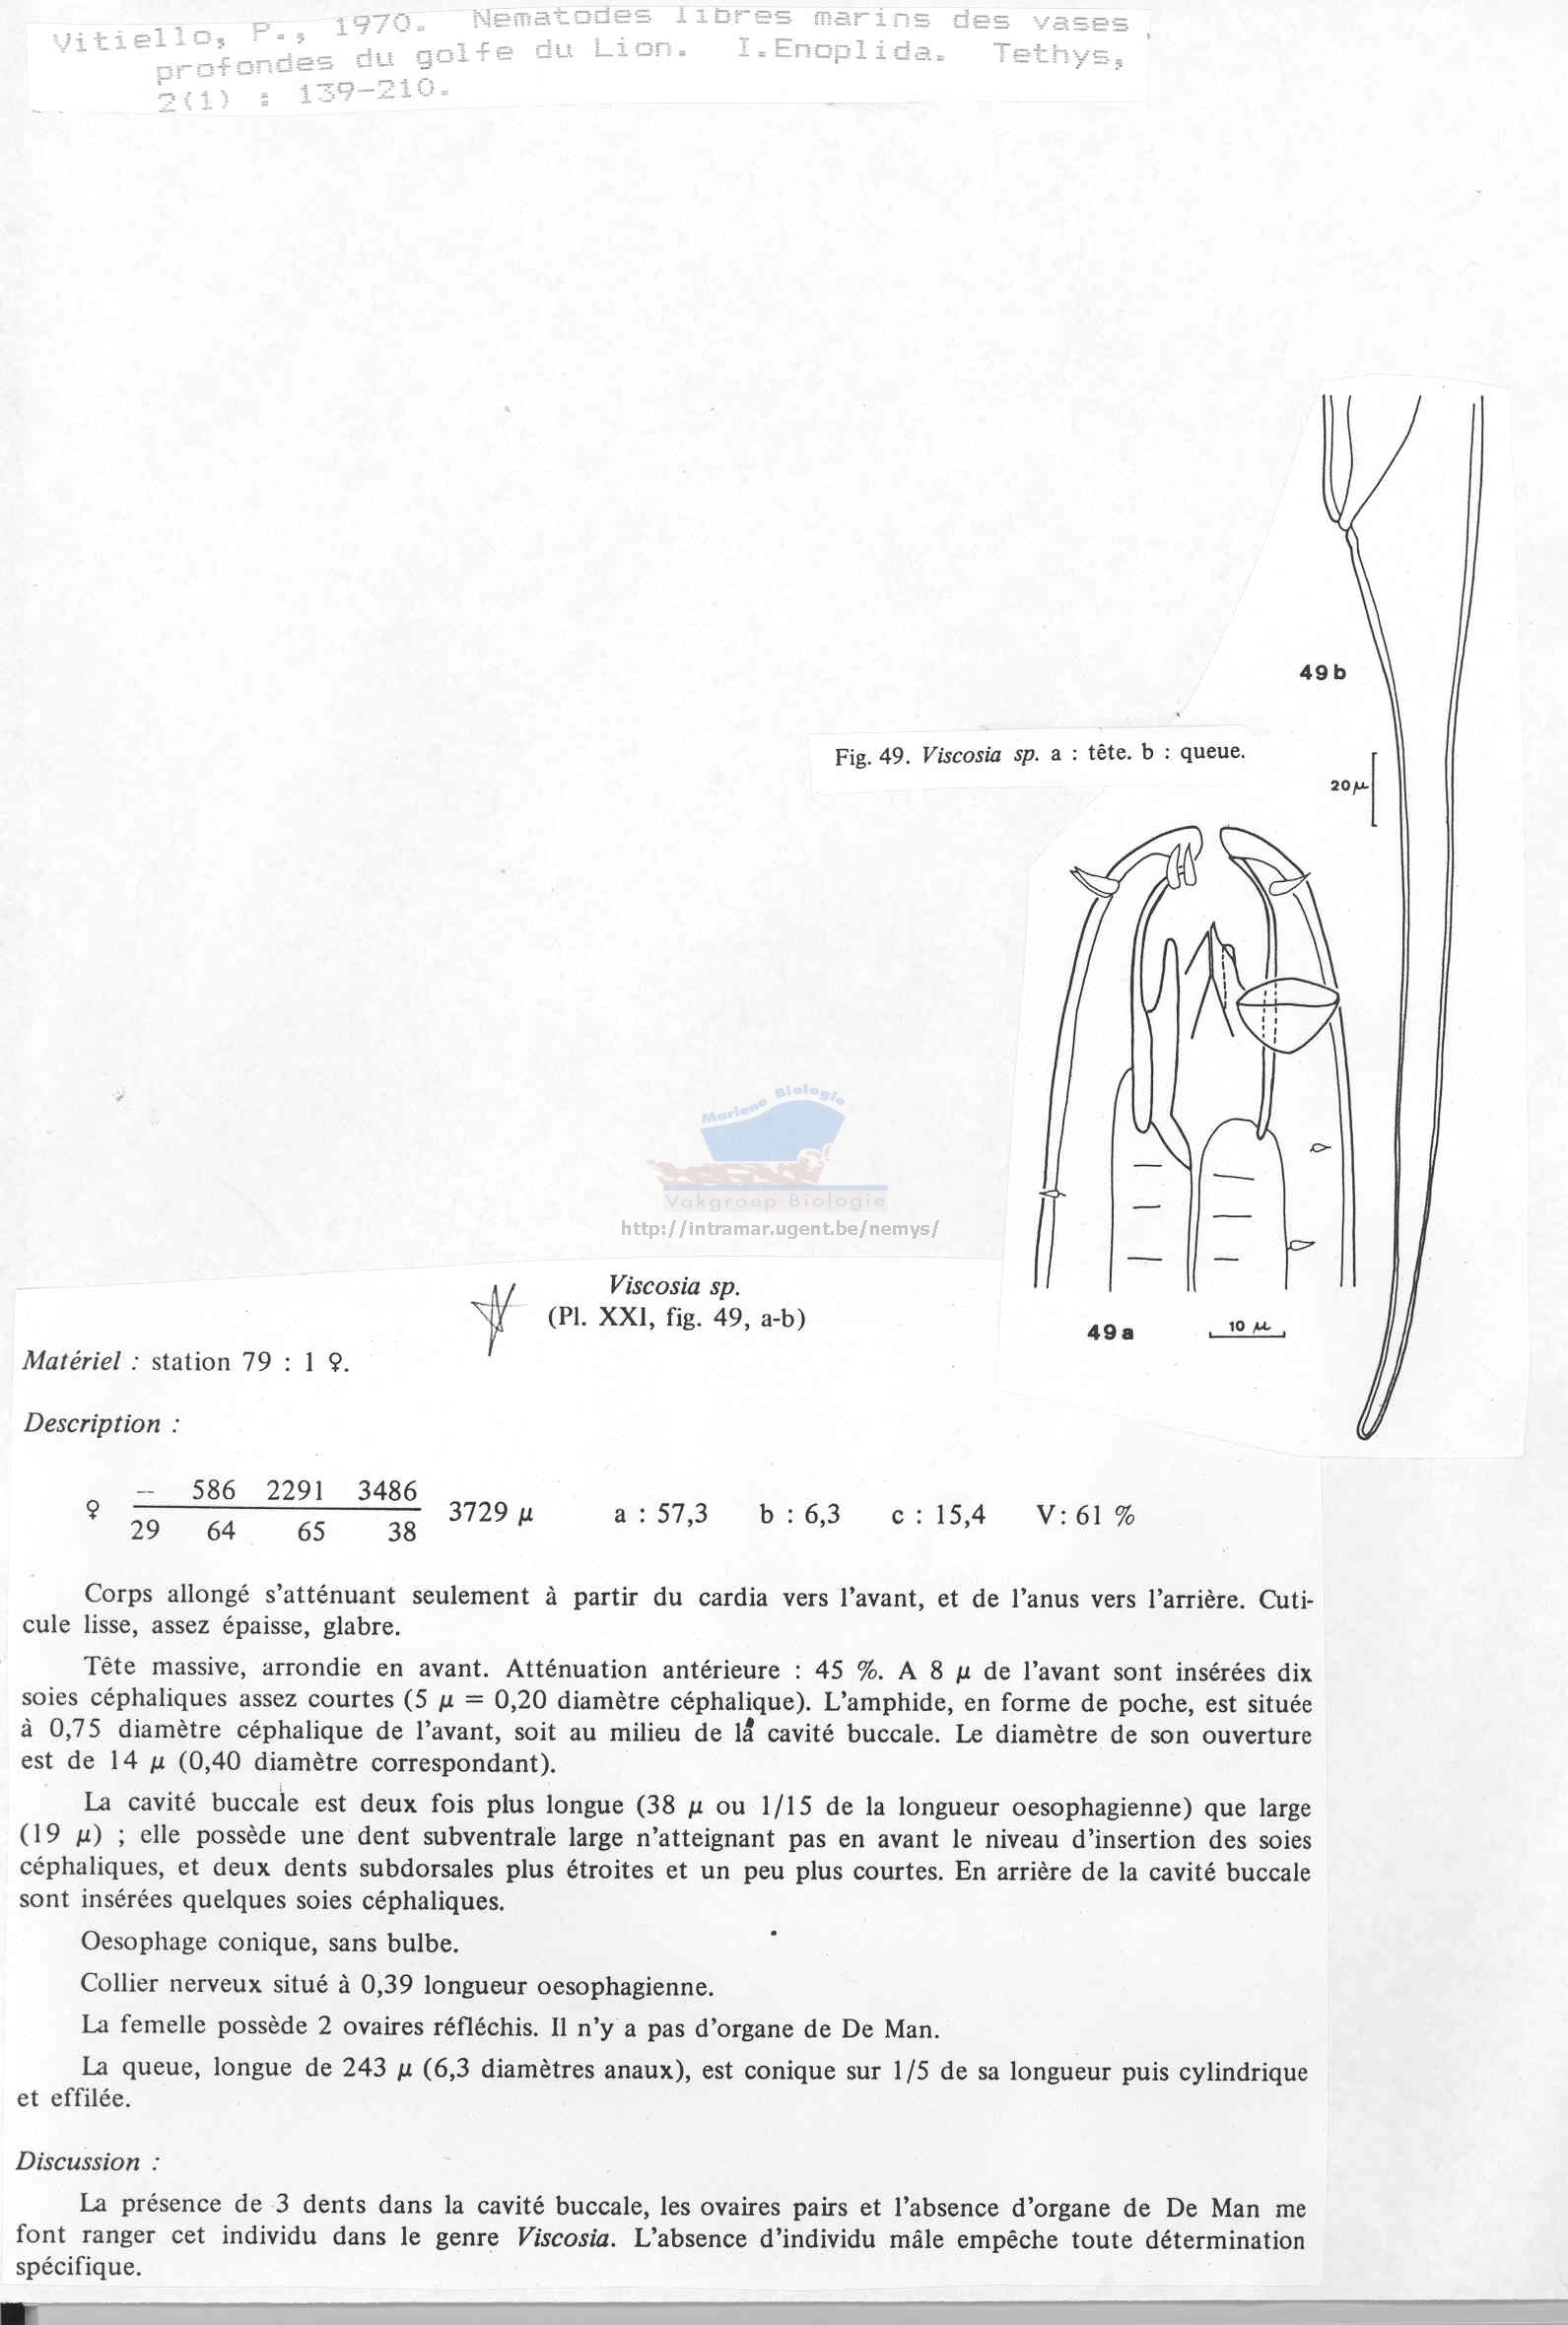 Vitiello, P., 1970. Nematodes libres marins des vases
profondes du golfe du Lion. I.Enoplida. Tethys,
2(1) : 139-210.
49 b
Fig. 49. Viscosia sp. a : tête. b : queue.
20 µ
Marine Biologie
Vakgroep Biologie
http://intramar.ugent.be/nemys/
49 a
10 µ
Viscosia sp.
(Pl. XXI, fig. 49, a-b)
Matériel : station 79 : 1 ♀.
Description :
♀ -- 586 2291 3486 3729 µ a : 57,3 b : 6,3 c : 15,4 V : 61 %
29 64 65 38
Corps allongé s'atténuant seulement à partir du cardia vers l'avant, et de l'anus vers l'arrière. Cuti-
cule lisse, assez épaisse, glabre.
Tête massive, arrondie en avant. Atténuation antérieure : 45 %. A 8 µ de l'avant sont insérées dix
soies céphaliques assez courtes (5 µ = 0,20 diamètre céphalique). L'amphide, en forme de poche, est située
à 0,75 diamètre céphalique de l'avant, soit au milieu de la cavité buccale. Le diamètre de son ouverture
est de 14 µ (0,40 diamètre correspondant).
La cavité buccale est deux fois plus longue (38 µ ou 1/15 de la longueur oesophagienne) que large
(19 µ) ; elle possède une dent subventrale large n'atteignant pas en avant le niveau d'insertion des soies
céphaliques, et deux dents subdorsales plus étroites et un peu plus courtes. En arrière de la cavité buccale
sont insérées quelques soies céphaliques.
Oesophage conique, sans bulbe.
Collier nerveux situé à 0,39 longueur oesophagienne.
La femelle possède 2 ovaires réfléchis. Il n'y a pas d'organe de De Man.
La queue, longue de 243 µ (6,3 diamètres anaux), est conique sur 1/5 de sa longueur puis cylindrique
et effilée.
Discussion :
La présence de 3 dents dans la cavité buccale, les ovaires pairs et l'absence d'organe de De Man me
font ranger cet individu dans le genre Viscosia. L'absence d'individu mâle empêche toute détermination
spécifique.